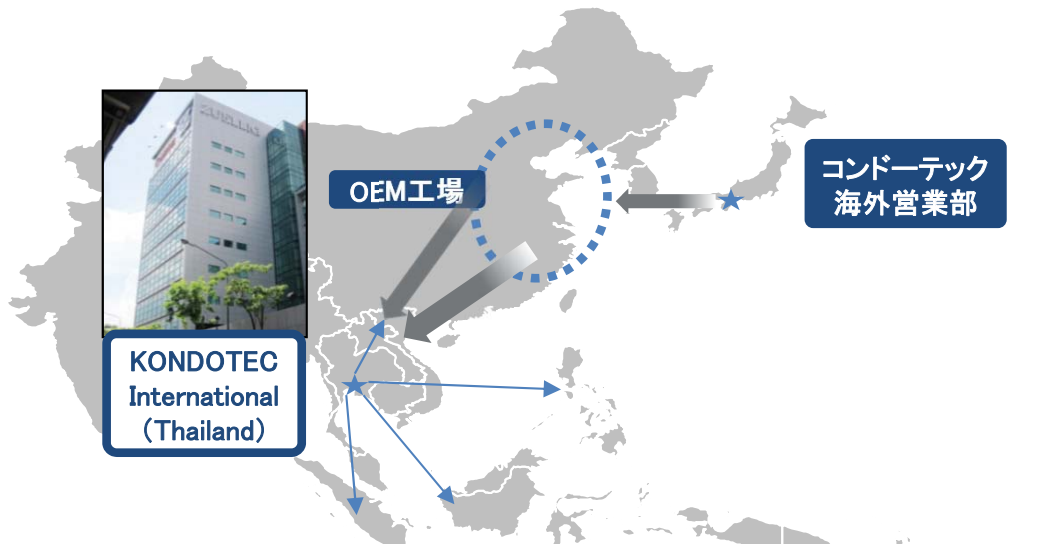 ZUELLIG
OEM工場
コンドーテック
海外営業部
KONDOTEC
International
(Thailand)